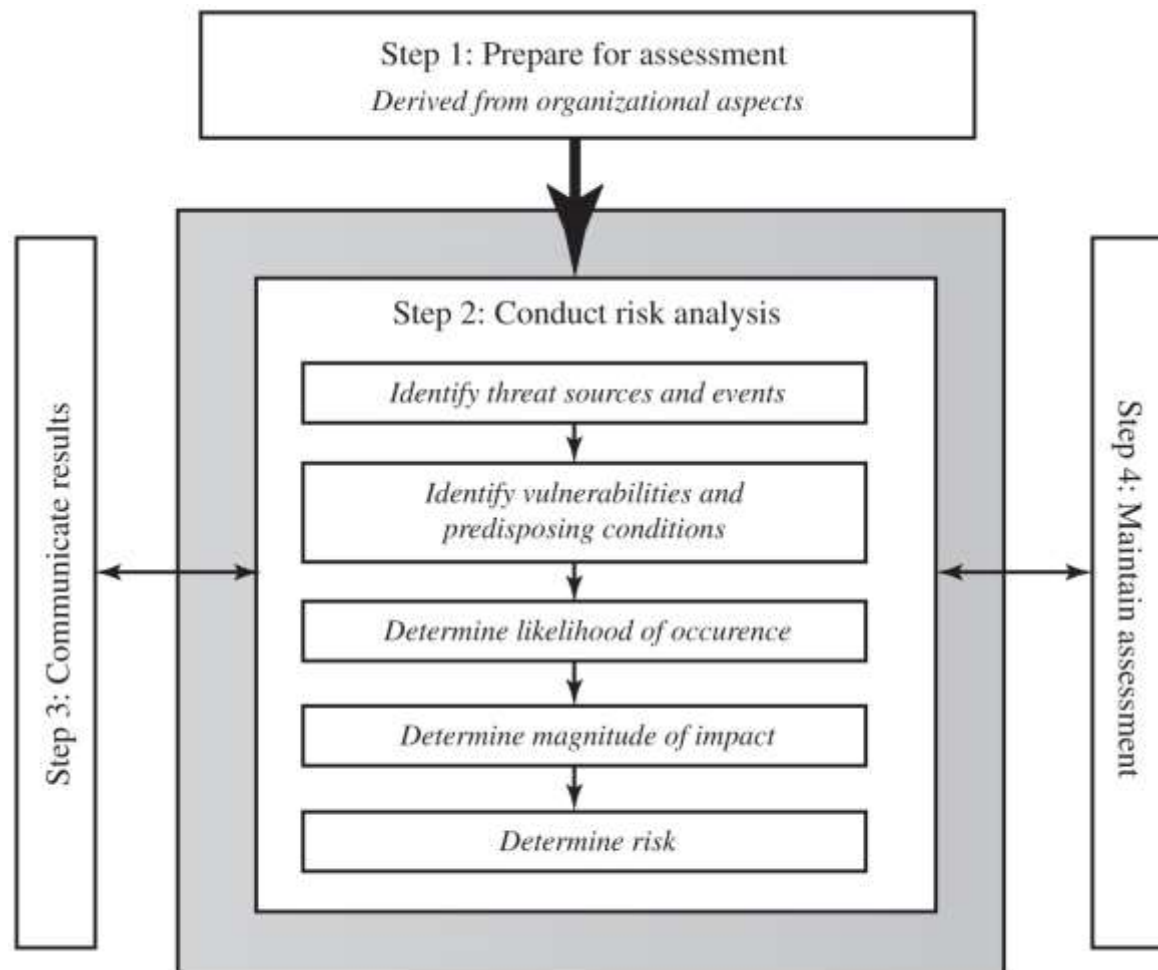 Step 1: Prepare for assessment
Derived from organizational aspects
Step 2: Conduct risk analysis
Identify threat sources and events
Identify vulnerabilities and
predisposing conditions
Determine likelihood of occurence
Determine magnitude of impact
Determine risk
Step 3: Communicate results
Step 4: Maintain assessment